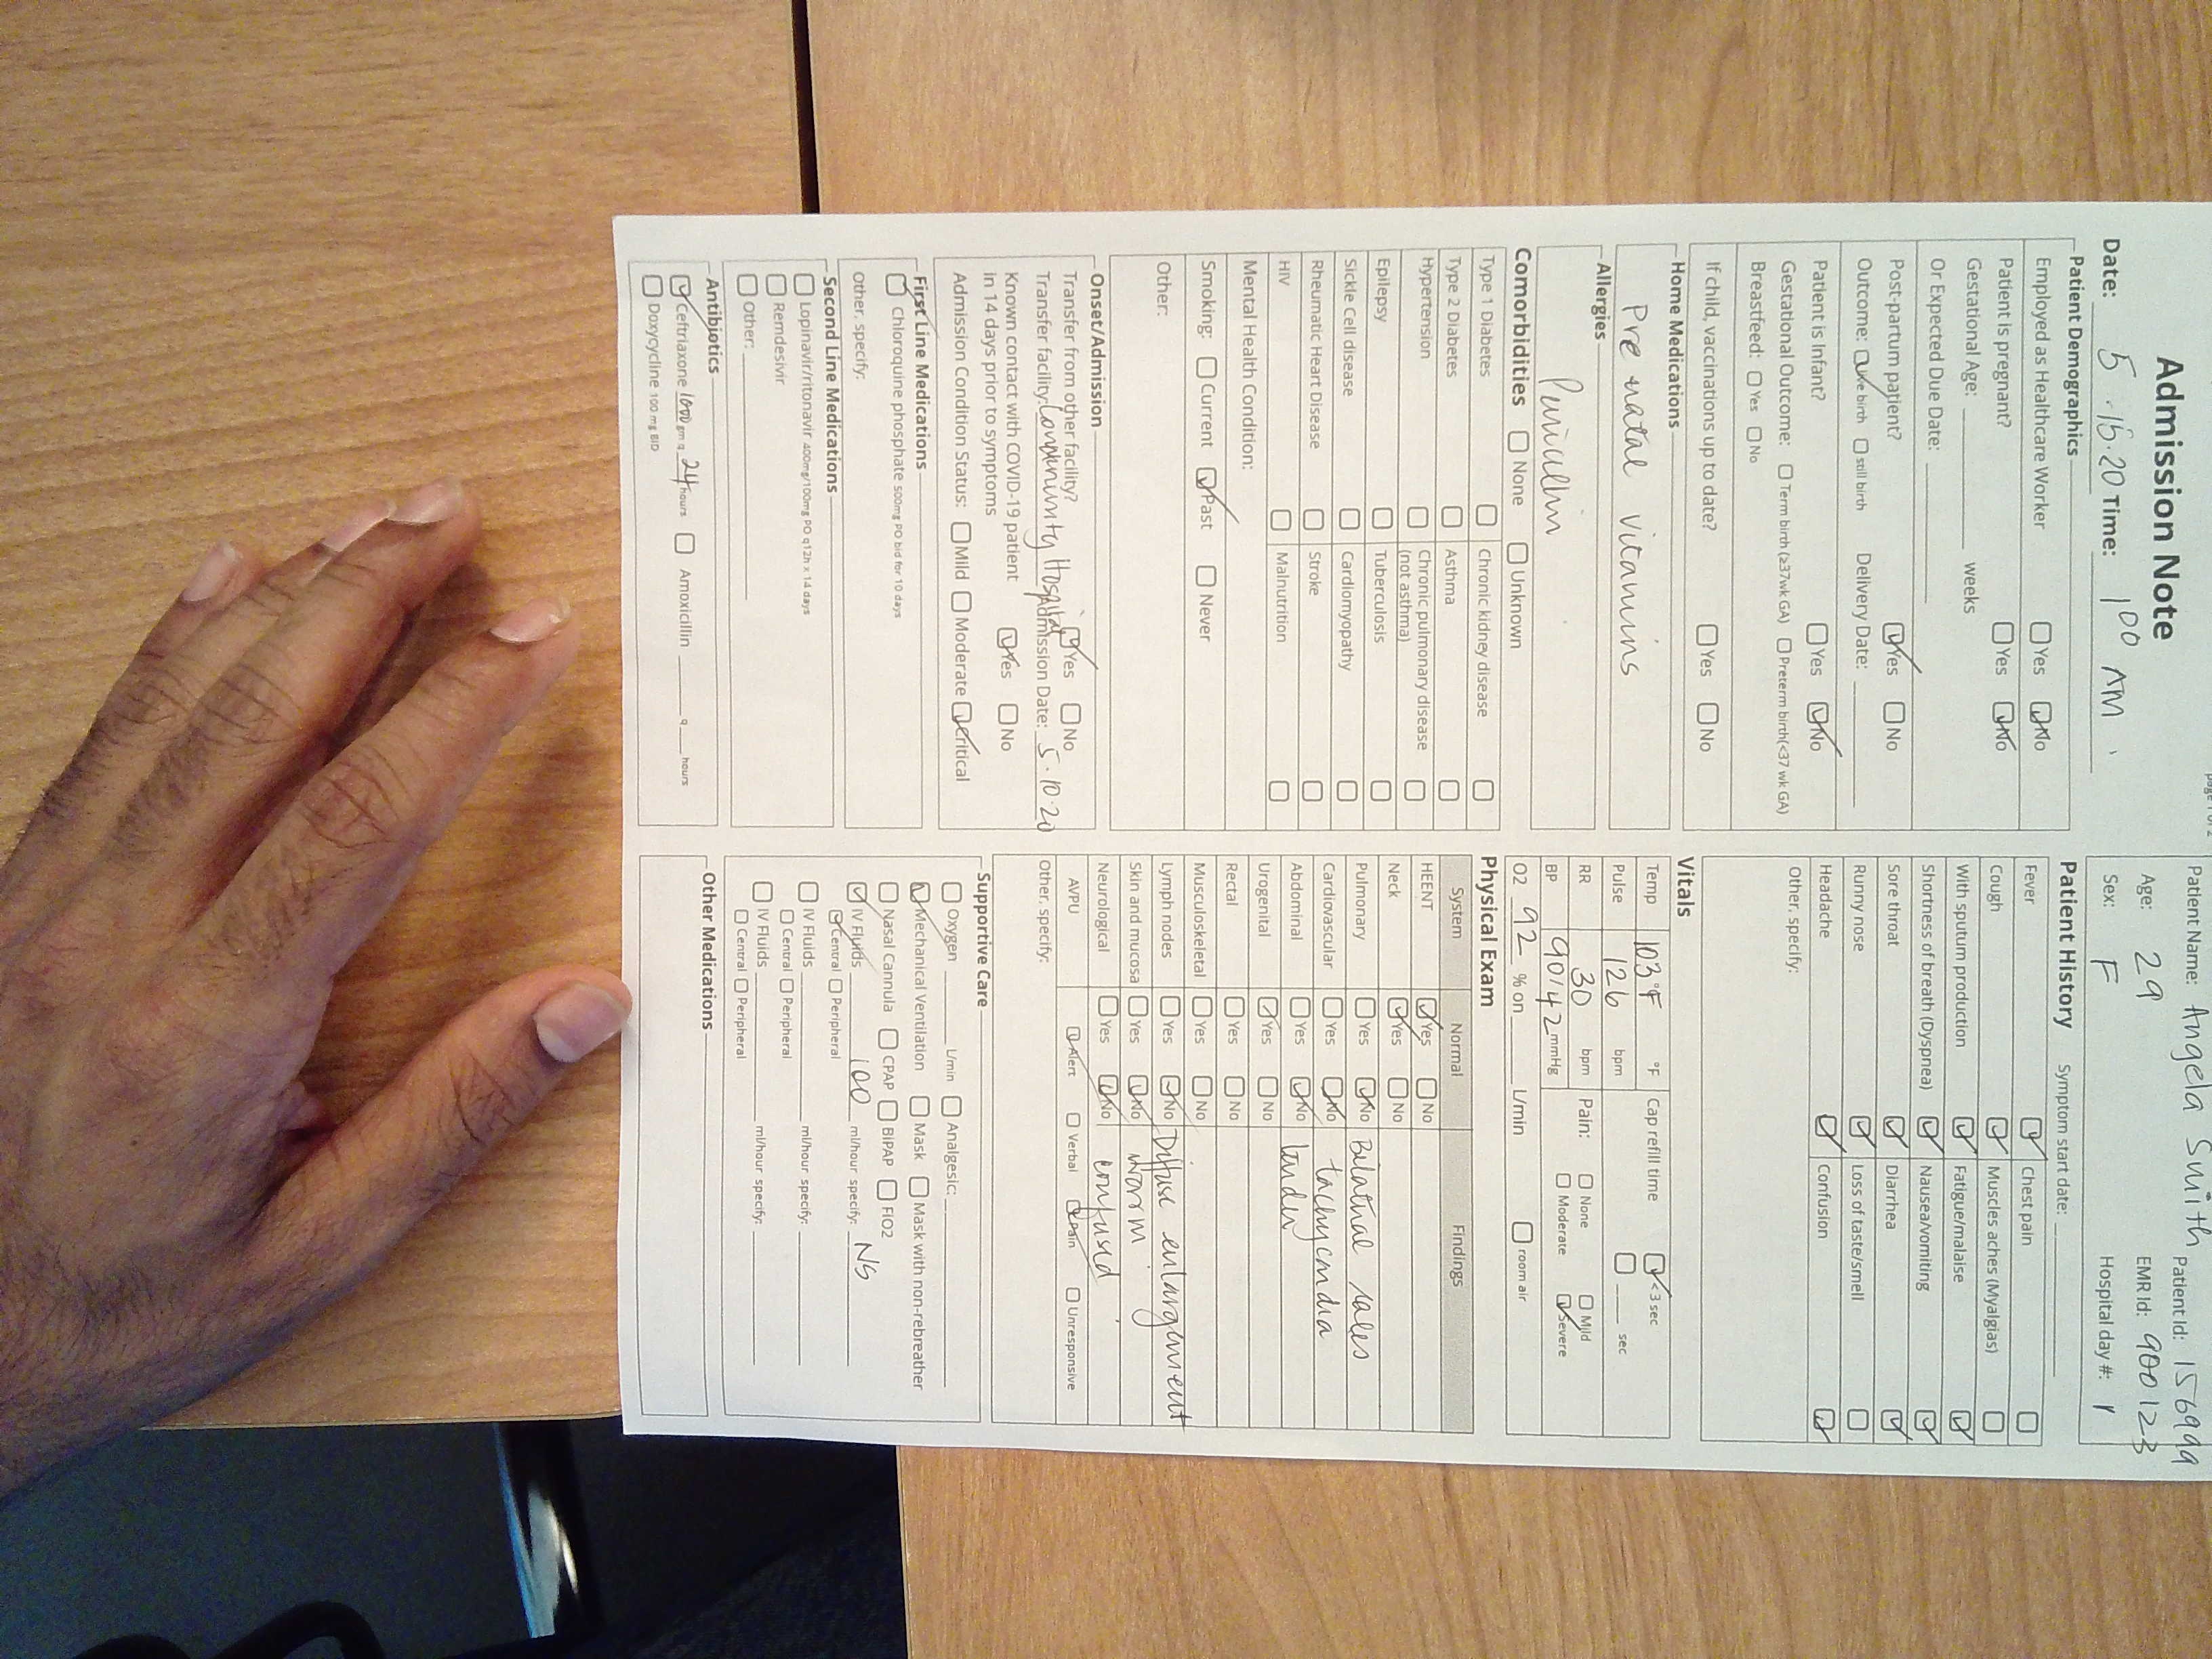 Admission Note
Date: 5.16.20 Time: 1⁰⁰ AM
Patient Demographics
Employed as Healthcare Worker ☐ Yes ☑ No
Patient is pregnant? ☐ Yes ☑ No
Gestational Age: ______ weeks
Or Expected Due Date: ______
Post-partum patient? ☑ Yes ☐ No
Outcome: ☑ Live birth ☐ still birth Delivery Date: ______
Patient is Infant? ☐ Yes ☑ No
Gestational Outcome: ☐ Term birth (≥37wk GA) ☐ Preterm birth(<37 wk GA)
Breastfeed: ☐ Yes ☐ No
If child, vaccinations up to date? ☐ Yes ☐ No
Home Medications
Pre natal vitamins
Allergies
Penicillin
Comorbidities ☐ None ☐ Unknown
Type 1 Diabetes ☐ Chronic kidney disease ☐
Type 2 Diabetes ☐ Asthma ☐
Hypertension ☐ Chronic pulmonary disease (not asthma) ☐
Epilepsy ☐ Tuberculosis ☐
Sickle Cell disease ☐ Cardiomyopathy ☐
Rheumatic Heart Disease ☐ Stroke ☐
HIV ☐ Malnutrition ☐
Mental Health Condition:
Smoking: ☐ Current ☑ Past ☐ Never
Other:
Onset/Admission
Transfer from other facility? ☑ Yes ☐ No
Transfer facility: Community Hospital Admission Date: 5.10.20
Known contact with COVID-19 patient
in 14 days prior to symptoms ☑ Yes ☐ No
Admission Condition Status: ☐ Mild ☐ Moderate ☑ Critical
First Line Medications
☑ Chloroquine phosphate 500mg PO bid for 10 days
Other, specify:
Second Line Medications
☐ Lopinavir/ritonavir 400mg/100mg PO q12h x 14 days
☐ Remdesivir
☐ Other: ______
Antibiotics
☑ Ceftriaxone 1000 gm q 24 hours ☐ Amoxicillin ____ q ____ hours
☐ Doxycycline 100 mg BID
Patient Name: Angela Smith Patient Id: 156999
Age: 29 EMR Id: 900123
Sex: F Hospital day #: 1
Patient History Symptom start date: ______
Fever ☑ Chest pain ☐
Cough ☑ Muscles aches (Myalgias) ☐
With sputum production ☑ Fatigue/malaise ☑
Shortness of breath (Dyspnea) ☑ Nausea/vomiting ☑
Sore throat ☑ Diarrhea ☑
Runny nose ☑ Loss of taste/smell ☐
Headache ☑ Confusion ☑
Other, specify:
Vitals
Temp 103°F °F Cap refill time ☑ <3 sec
Pulse 126 bpm ☐ ____ sec
RR 30 bpm Pain: ☐ None ☐ Mild
BP 90/42 mmHg ☐ Moderate ☑ Severe
O2 92 % on ____ L/min ☐ room air
Physical Exam
System Normal Findings
HEENT ☑ Yes ☐ No
Neck ☑ Yes ☐ No
Pulmonary ☐ Yes ☑ No Bilateral rales
Cardiovascular ☐ Yes ☑ No tachycardia
Abdominal ☐ Yes ☑ No tender
Urogenital ☑ Yes ☐ No
Rectal ☐ Yes ☐ No
Musculoskeletal ☐ Yes ☐ No
Lymph nodes ☐ Yes ☑ No Diffuse enlargement
Skin and mucosa ☐ Yes ☑ No warm
Neurological ☐ Yes ☑ No confused
AVPU ☑ Alert ☐ Verbal ☑ Pain ☐ Unresponsive
Other, specify:
Supportive Care
☐ Oxygen ______ L/min ☐ Analgesic: ______
☑ Mechanical Ventilation ☐ Mask ☐ Mask with non-rebreather
☐ Nasal Cannula ☐ CPAP ☐ BiPAP ☐ FiO2
☑ IV Fluids 100 ml/hour specify: NS
☑ Central ☐ Peripheral
☐ IV Fluids ______ ml/hour specify: ______
☐ Central ☐ Peripheral
☐ IV Fluids ______ ml/hour specify: ______
☐ Central ☐ Peripheral
Other Medications